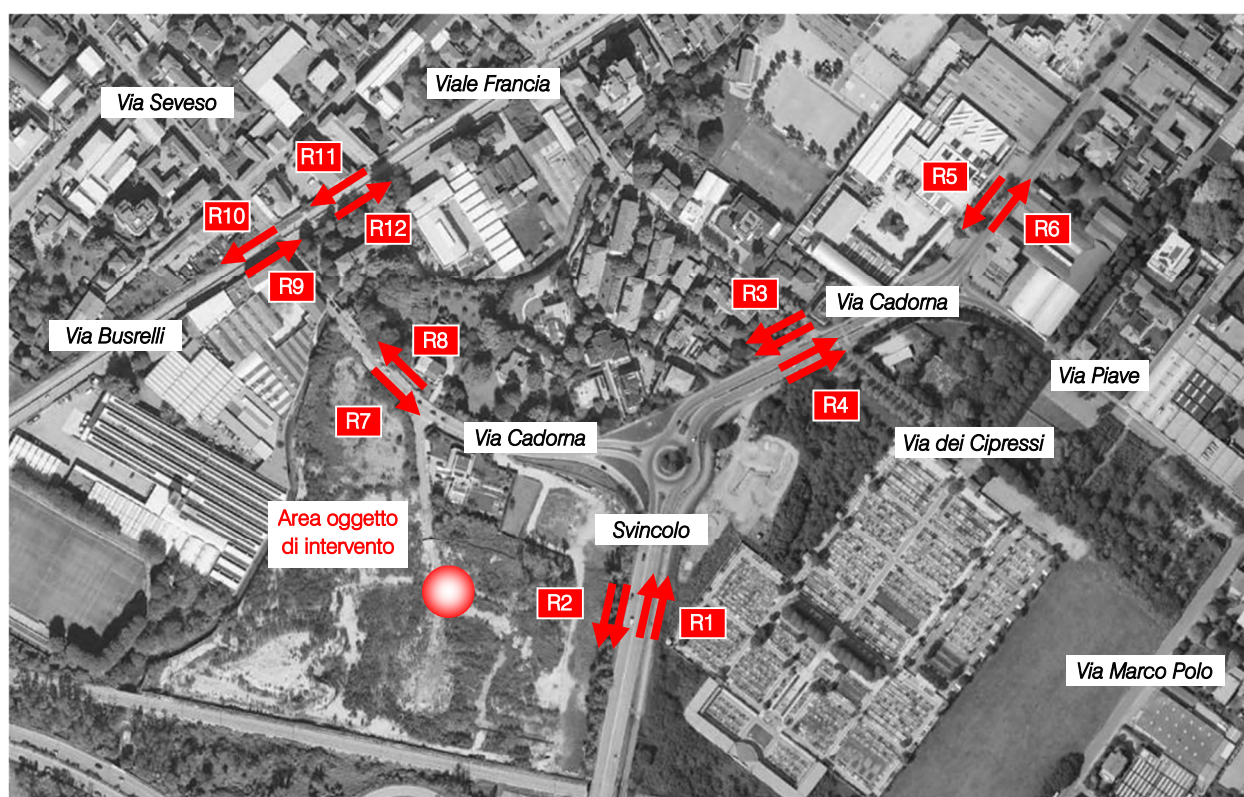 Viale Francia
Via Seveso
R11
R5
R10
R12
R6
R9
R3
Via Cadorna
Via Busrelli
R8
Via Piave
R7
R4
Via Cadorna
Via dei Cipressi
Area oggetto
di intervento
Svincolo
R2
R1
Via Marco Polo